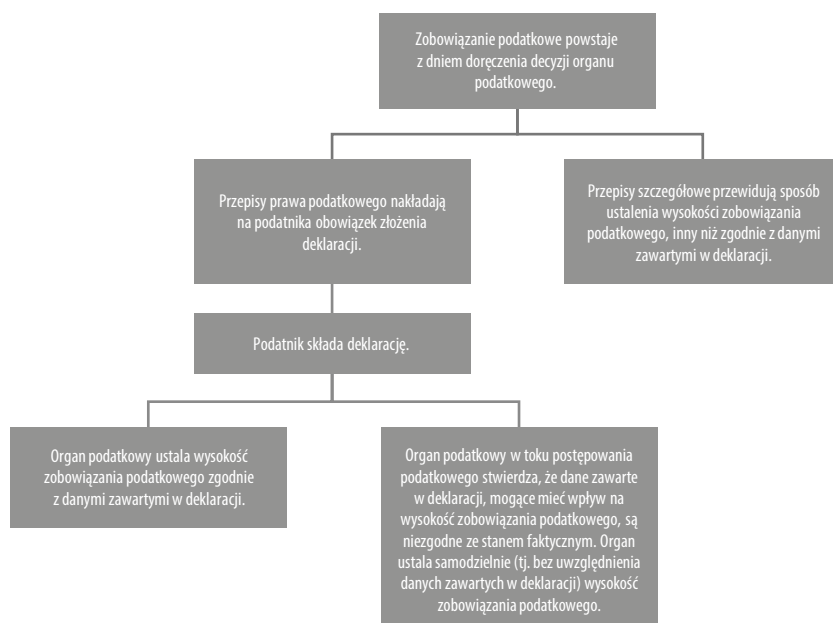 Zobowiązanie podatkowe powstaje
z dniem doręczenia decyzji organu
podatkowego.
Przepisy prawa podatkowego nakładają
na podatnika obowiązek złożenia
deklaracji.
Przepisy szczegółowe przewidują sposób
ustalenia wysokości zobowiązania
podatkowego, inny niż zgodnie z danymi
zawartymi w deklaracji.
Podatnik składa deklarację.
Organ podatkowy ustala wysokość
zobowiązania podatkowego zgodnie
z danymi zawartymi w deklaracji.
Organ podatkowy w toku postępowania
podatkowego stwierdza, że dane zawarte
w deklaracji, mogące mieć wpływ na
wysokość zobowiązania podatkowego, są
niezgodne ze stanem faktycznym. Organ
ustala samodzielnie (tj. bez uwzględnienia
danych zawartych w deklaracji) wysokość
zobowiązania podatkowego.